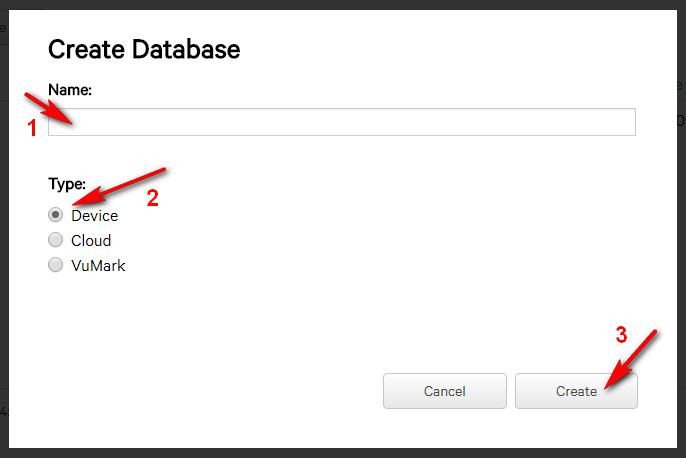 Create Database
Name:
1
Type:
2
Device
Cloud
VuMark
3
Cancel
Create